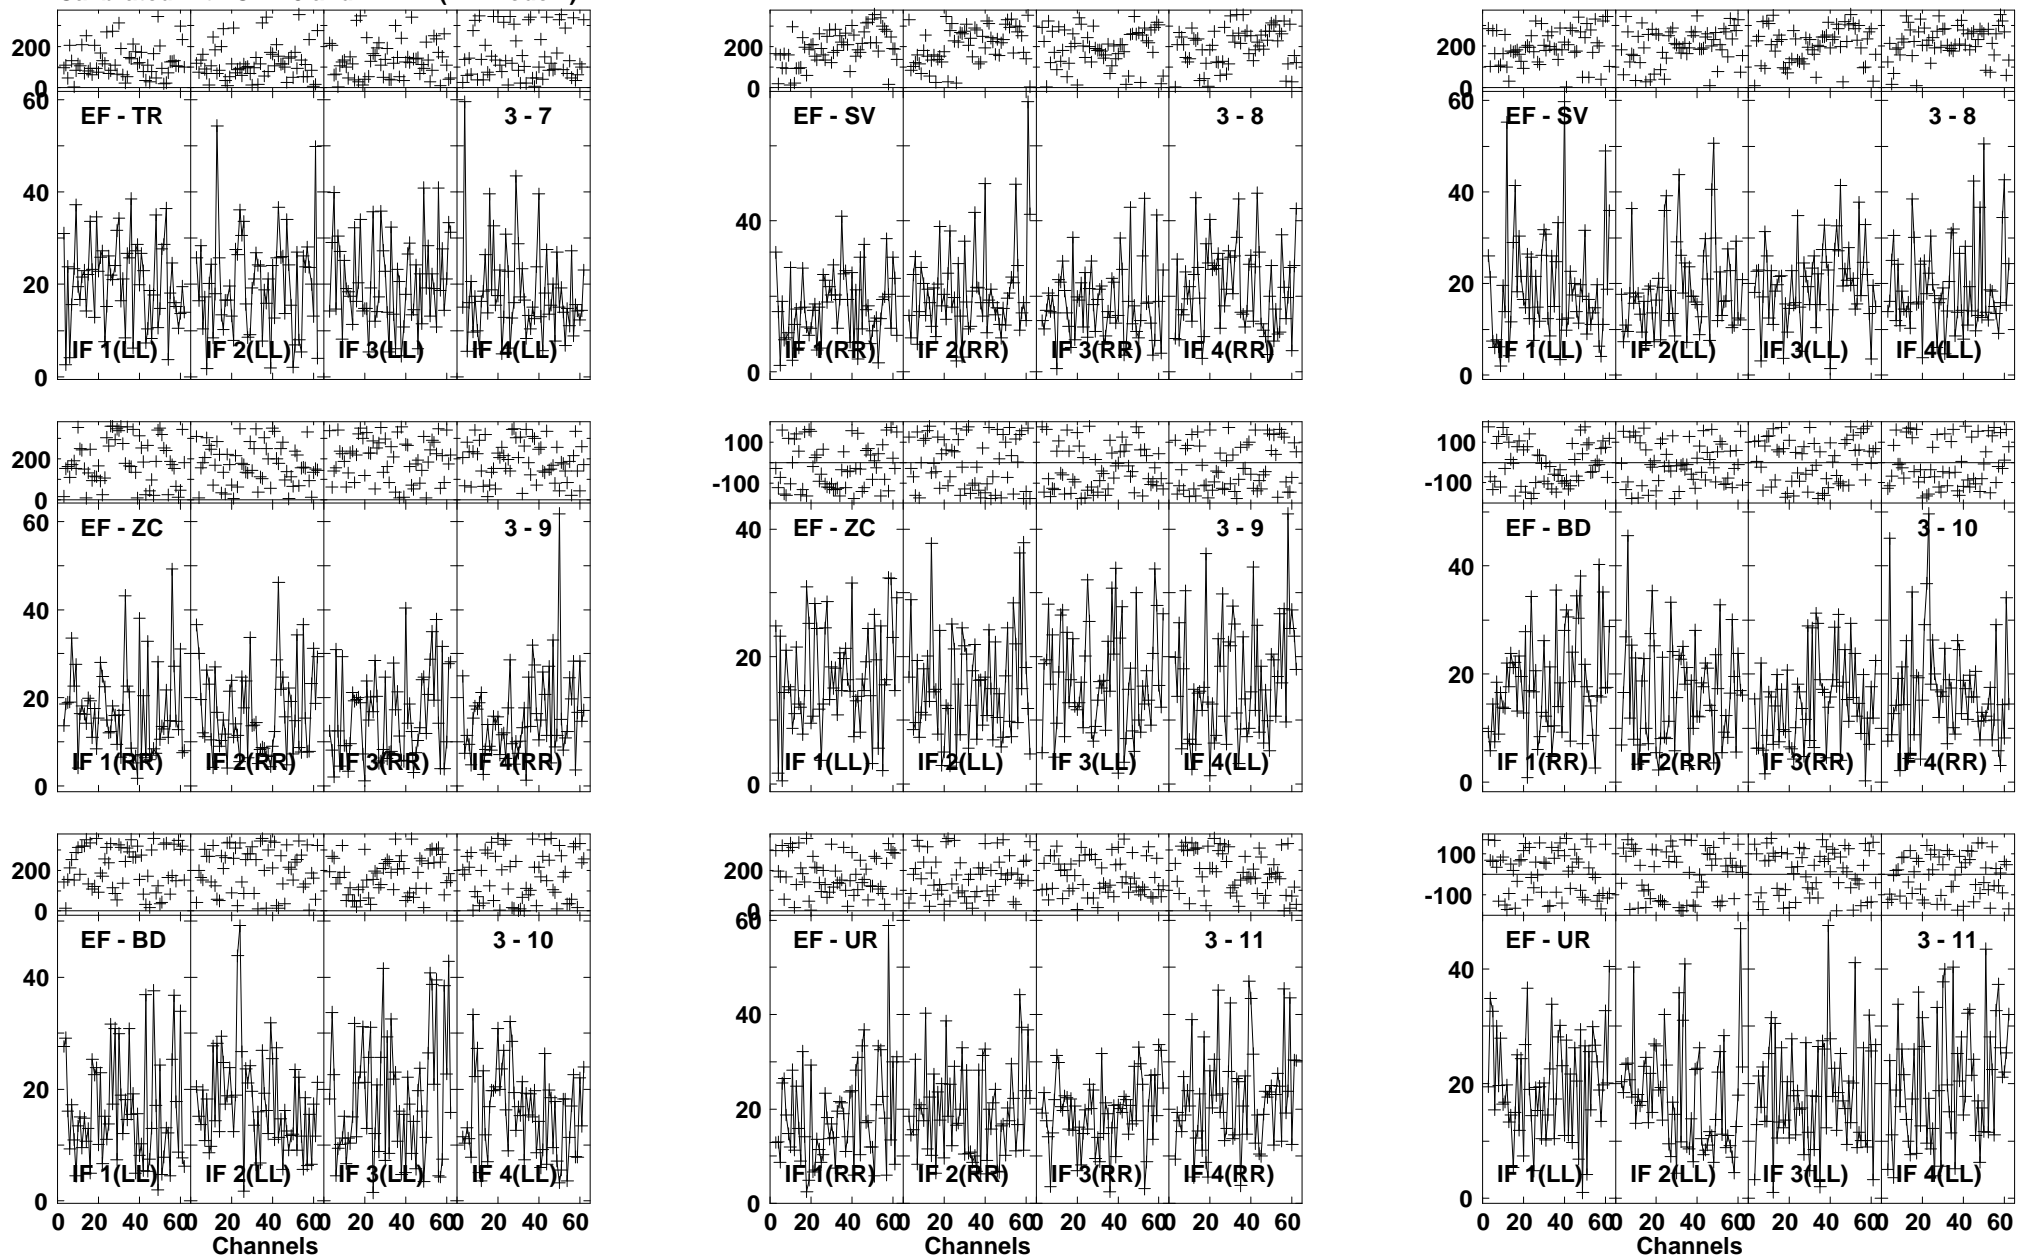 200
0
200
0
200
0
60
40
20
0
EF - TR
3 - 7
IF 1(LL)
IF 2(LL)
IF 3(LL)
IF 4(LL)
40
0
EF - SV
3 - 8
IF 1(RR)
IF 2(RR)
IF 3(RR)
IF 4(RR)
60
40
20
0
EF - SV
3 - 8
IF 1(LL)
IF 2(LL)
IF 3(LL)
IF 4(LL)
200
0
100
-100
100
-100
60
40
20
0
EF - ZC
3 - 9
IF 1(RR)
IF 2(RR)
IF 3(RR)
IF 4(RR)
40
20
0
EF - ZC
3 - 9
IF 1(LL)
IF 2(LL)
IF 3(LL)
IF 4(LL)
40
20
0
EF - BD
3 - 10
IF 1(RR)
IF 2(RR)
IF 3(RR)
IF 4(RR)
200
0
200
0
100
-100
40
20
0
EF - BD
3 - 10
IF 1(LL)
IF 2(LL)
IF 3(LL)
IF 4(LL)
60
40
20
0
EF - UR
3 - 11
IF 1(RR)
IF 2(RR)
IF 3(RR)
IF 4(RR)
40
20
0
EF - UR
3 - 11
IF 1(LL)
IF 2(LL)
IF 3(LL)
IF 4(LL)
0 20 40 60 0 20 40 60 0 20 40 60 0 20 40 60
0 20 40 60 0 20 40 60 0 20 40 60 0 20 40 60
0 20 40 60 0 20 40 60 0 20 40 60 0 20 40 60
Channels
Channels
Channels